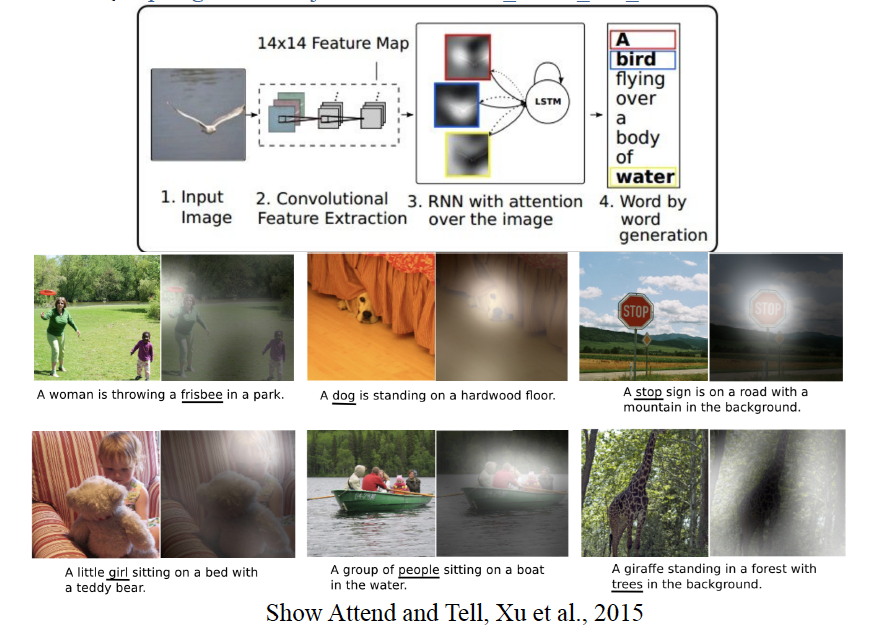 14x14 Feature Map
LSTM
A
bird
flying
over
a
body
of
water
1. Input
Image
2. Convolutional
Feature Extraction
3. RNN with attention
over the image
4. Word by
word
generation
STOP
STOP
A woman is throwing a frisbee in a park.
A dog is standing on a hardwood floor.
A stop sign is on a road with a
mountain in the background.
A little girl sitting on a bed with
a teddy bear.
A group of people sitting on a boat
in the water.
A giraffe standing in a forest with
trees in the background.
Show Attend and Tell, Xu et al., 2015